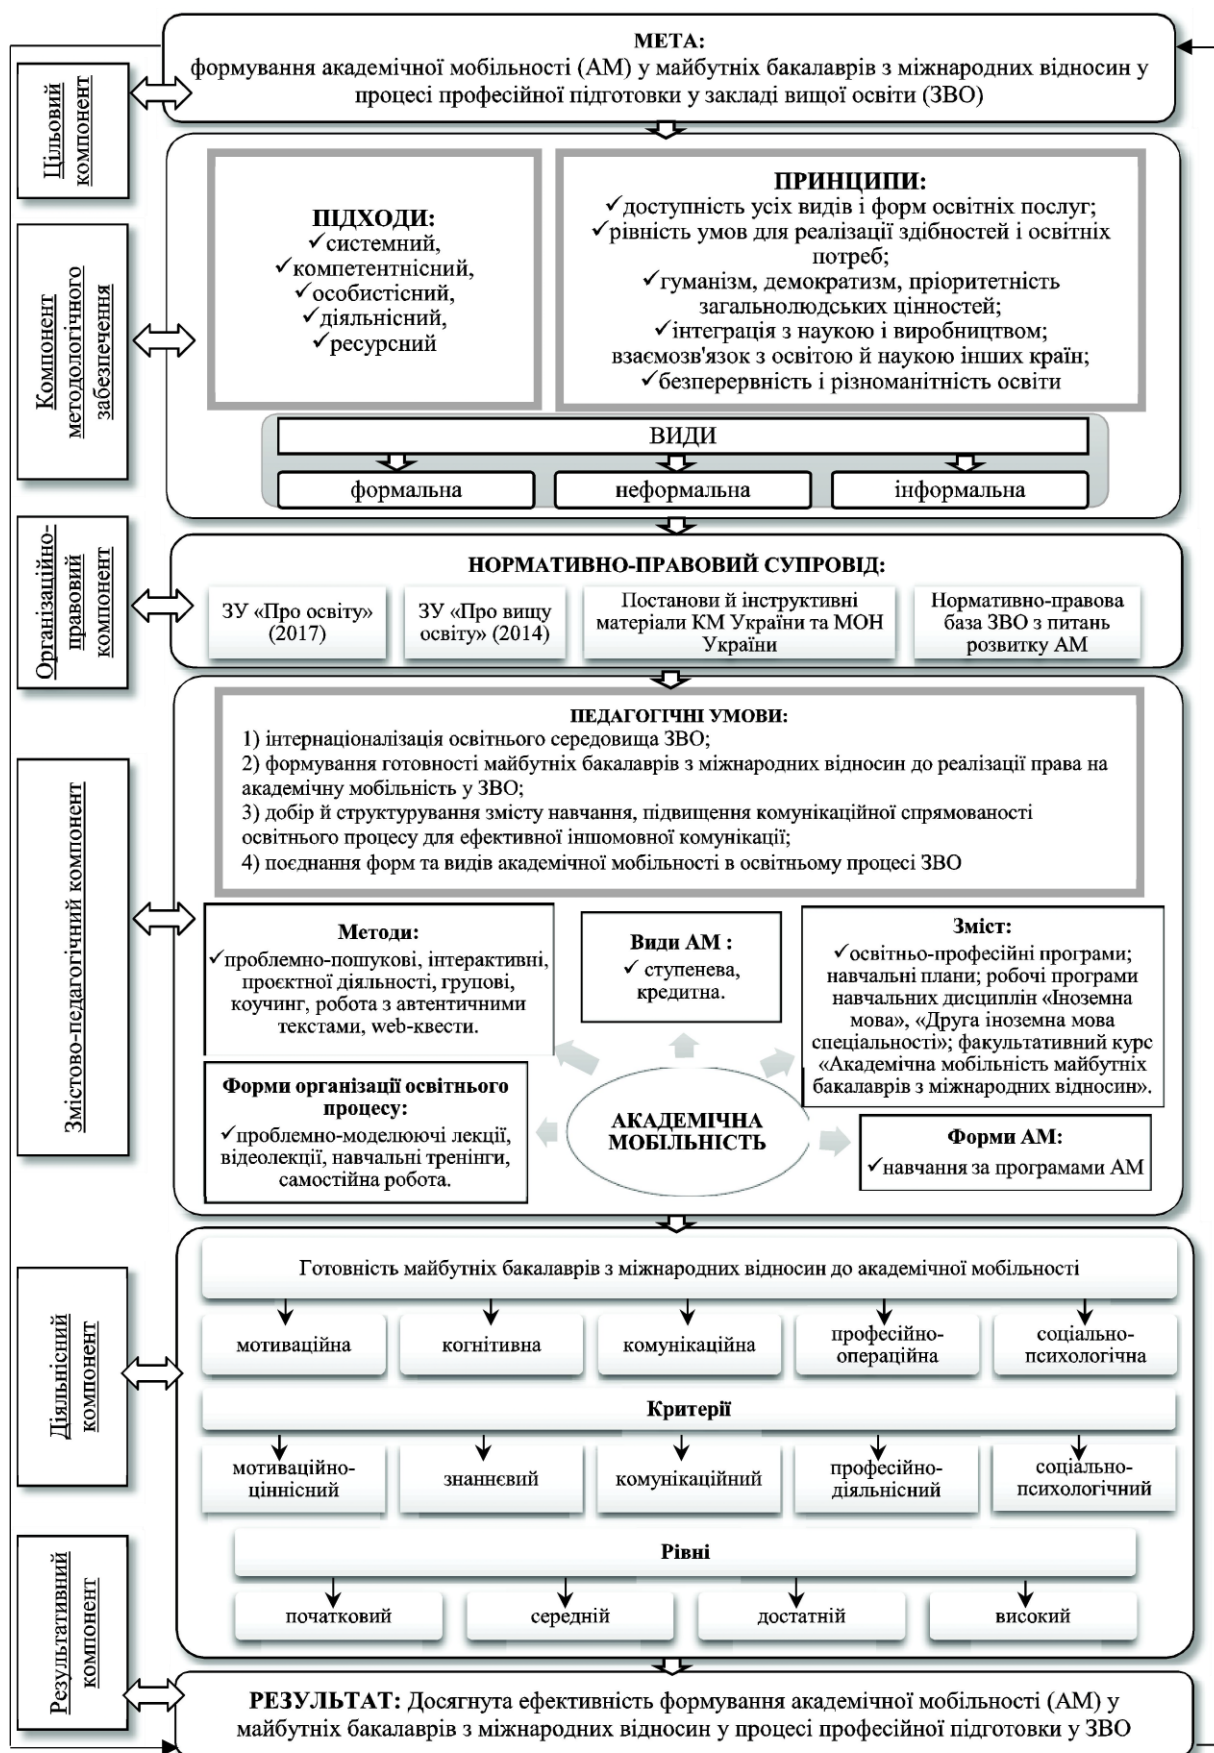 МЕТА:
формування академічної мобільності (АМ) у майбутніх бакалаврів з міжнародних відносин у
процесі професійної підготовки у закладі вищої освіти (ЗВО)
Цільовий
компонент
ПІДХОДИ:
✓системний,
✓компетентнісний,
✓особистісний,
✓діяльнісний,
✓ресурсний
ПРИНЦИПИ:
✓доступність усіх видів і форм освітніх послуг;
✓рівність умов для реалізації здібностей і освітніх
потреб;
✓гуманізм, демократизм, пріоритетність
загальнолюдських цінностей;
✓інтеграція з наукою і виробництвом;
взаємозв'язок з освітою й наукою інших країн;
✓безперервність і різноманітність освіти
Компонент
методологічного
забезпечення
ВИДИ
формальна
неформальна
інформальна
Організаційно-
правовий
компонент
НОРМАТИВНО-ПРАВОВИЙ СУПРОВІД:
ЗУ «Про освіту»
(2017)
ЗУ «Про вищу
освіту» (2014)
Постанови й інструктивні
матеріали КМ України та МОН
України
Нормативно-правова
база ЗВО з питань
розвитку АМ
Змістово-педагогічний компонент
ПЕДАГОГІЧНІ УМОВИ:
1) інтернаціоналізація освітнього середовища ЗВО;
2) формування готовності майбутніх бакалаврів з міжнародних відносин до реалізації права на
академічну мобільність у ЗВО;
3) добір й структурування змісту навчання, підвищення комунікаційної спрямованості
освітнього процесу для ефективної іншомовної комунікації;
4) поєднання форм та видів академічної мобільності в освітньому процесі ЗВО
Методи:
✓проблемно-пошукові, інтерактивні,
проєктної діяльності, групові,
коучинг, робота з автентичними
текстами, web-квести.
Види АМ :
✓ ступенева,
кредитна.
Зміст:
✓освітньо-професійні програми;
навчальні плани; робочі програми
навчальних дисциплін «Іноземна
мова», «Друга іноземна мова
спеціальності»; факультативний курс
«Академічна мобільність майбутніх
бакалаврів з міжнародних відносин».
Форми організації освітнього
процесу:
✓проблемно-моделюючі лекції,
відеолекції, навчальні тренінги,
самостійна робота.
АКАДЕМІЧНА
МОБІЛЬНІСТЬ
Форми АМ:
✓навчання за програмами АМ
Діяльнісний
компонент
Готовність майбутніх бакалаврів з міжнародних відносин до академічної мобільності
мотиваційна
когнітивна
комунікаційна
професійно-
операційна
соціально-
психологічна
Критерії
мотиваційно-
ціннісний
знаннєвий
комунікаційний
професійно-
діяльнісний
соціально-
психологічний
Рівні
початковий
середній
достатній
високий
Результативний
компонент
РЕЗУЛЬТАТ: Досягнута ефективність формування академічної мобільності (АМ) у
майбутніх бакалаврів з міжнародних відносин у процесі професійної підготовки у ЗВО